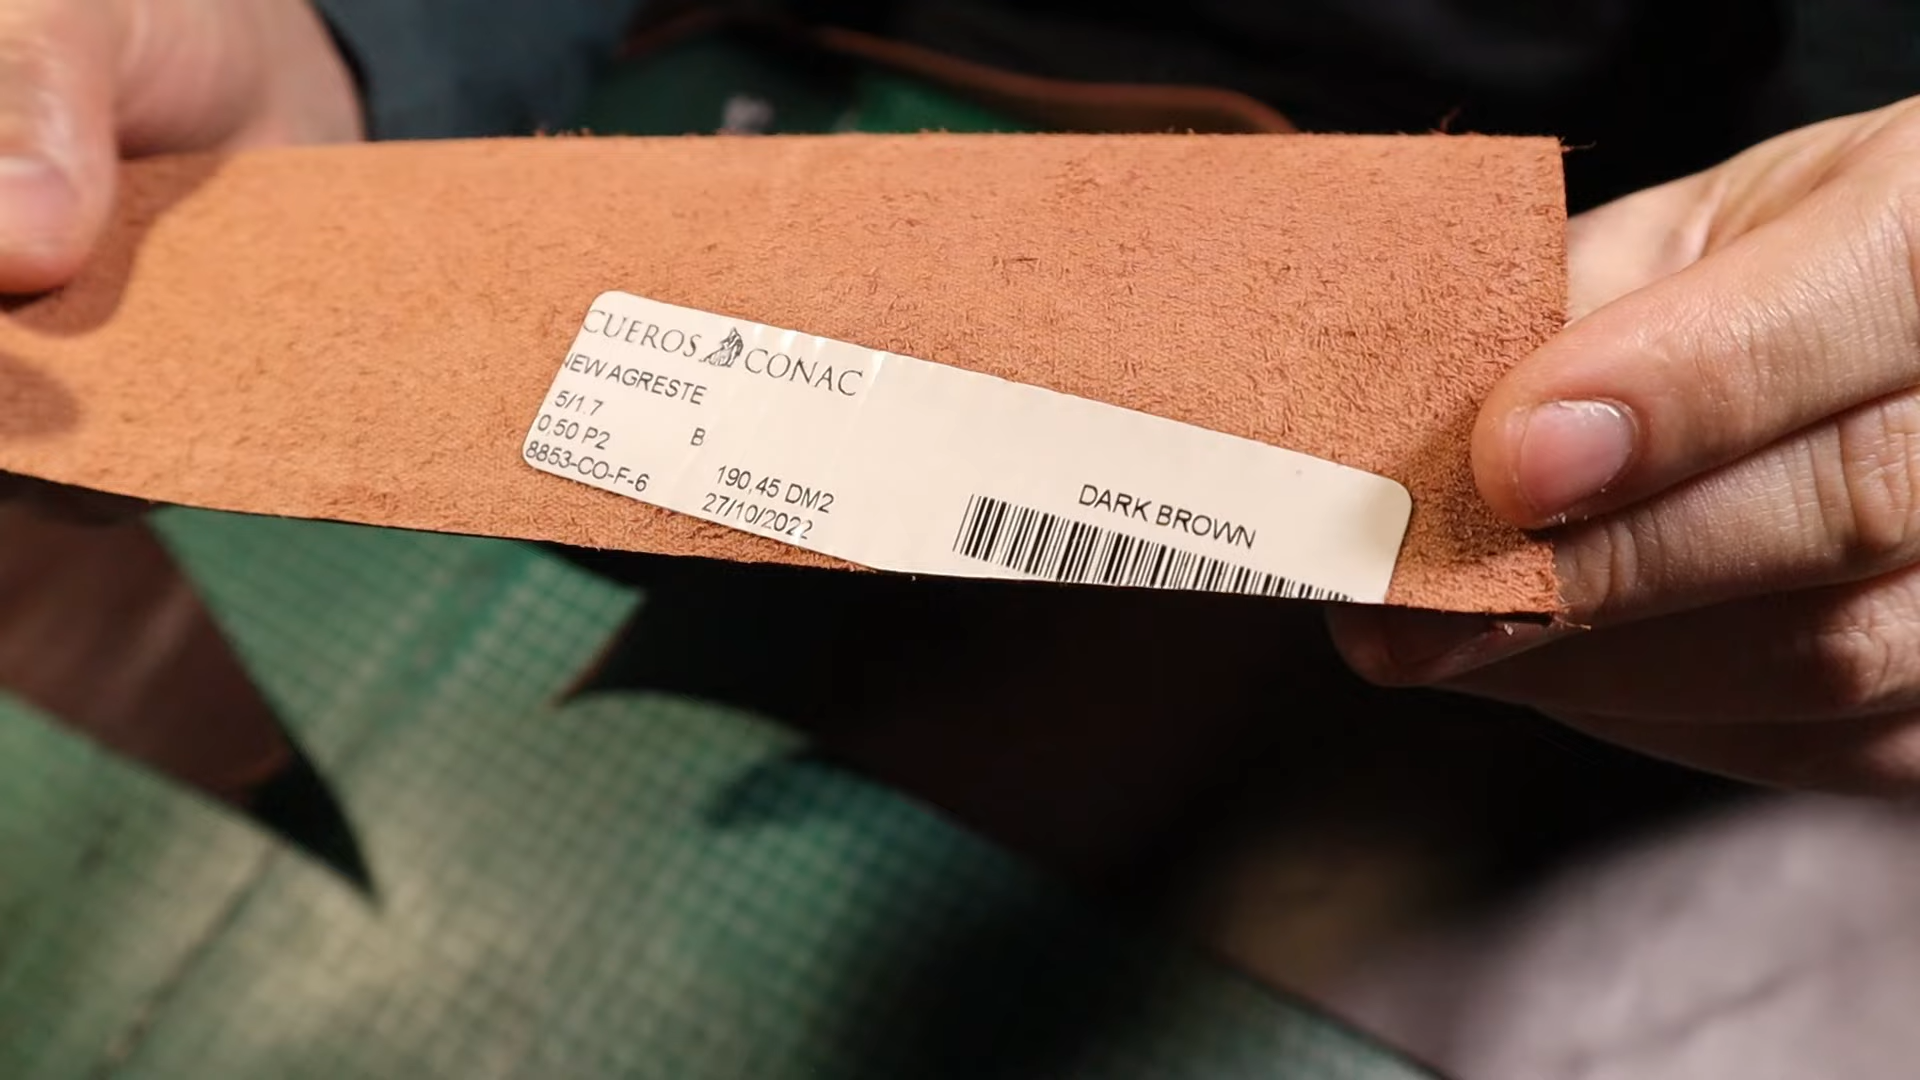 CUEROS CONAC
NEW AGRESTE
5/1.7
0,50 P2 B
8853-CO-F-6
190,45 DM2
27/10/2022
DARK BROWN